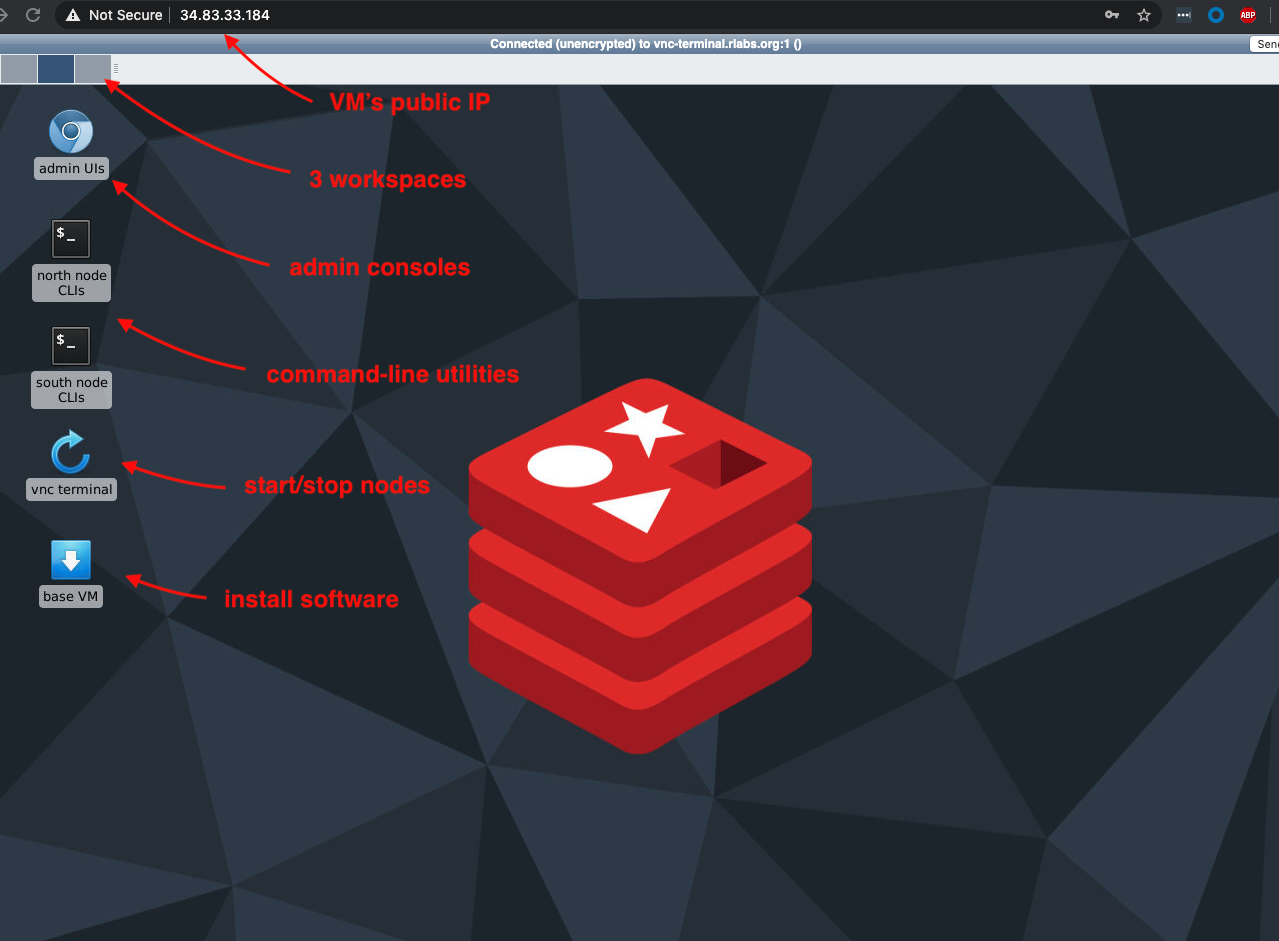 Not Secure
34.83.33.184
ABP
Connected (unencrypted) to vnc-terminal.rlabs.org:1 ()
VM's public IP
admin UIs
3 workspaces
admin consoles
$_
north node
CLIs
$_
command-line utilities
south node
CLIs
start/stop nodes
vnc terminal
base VM
install software